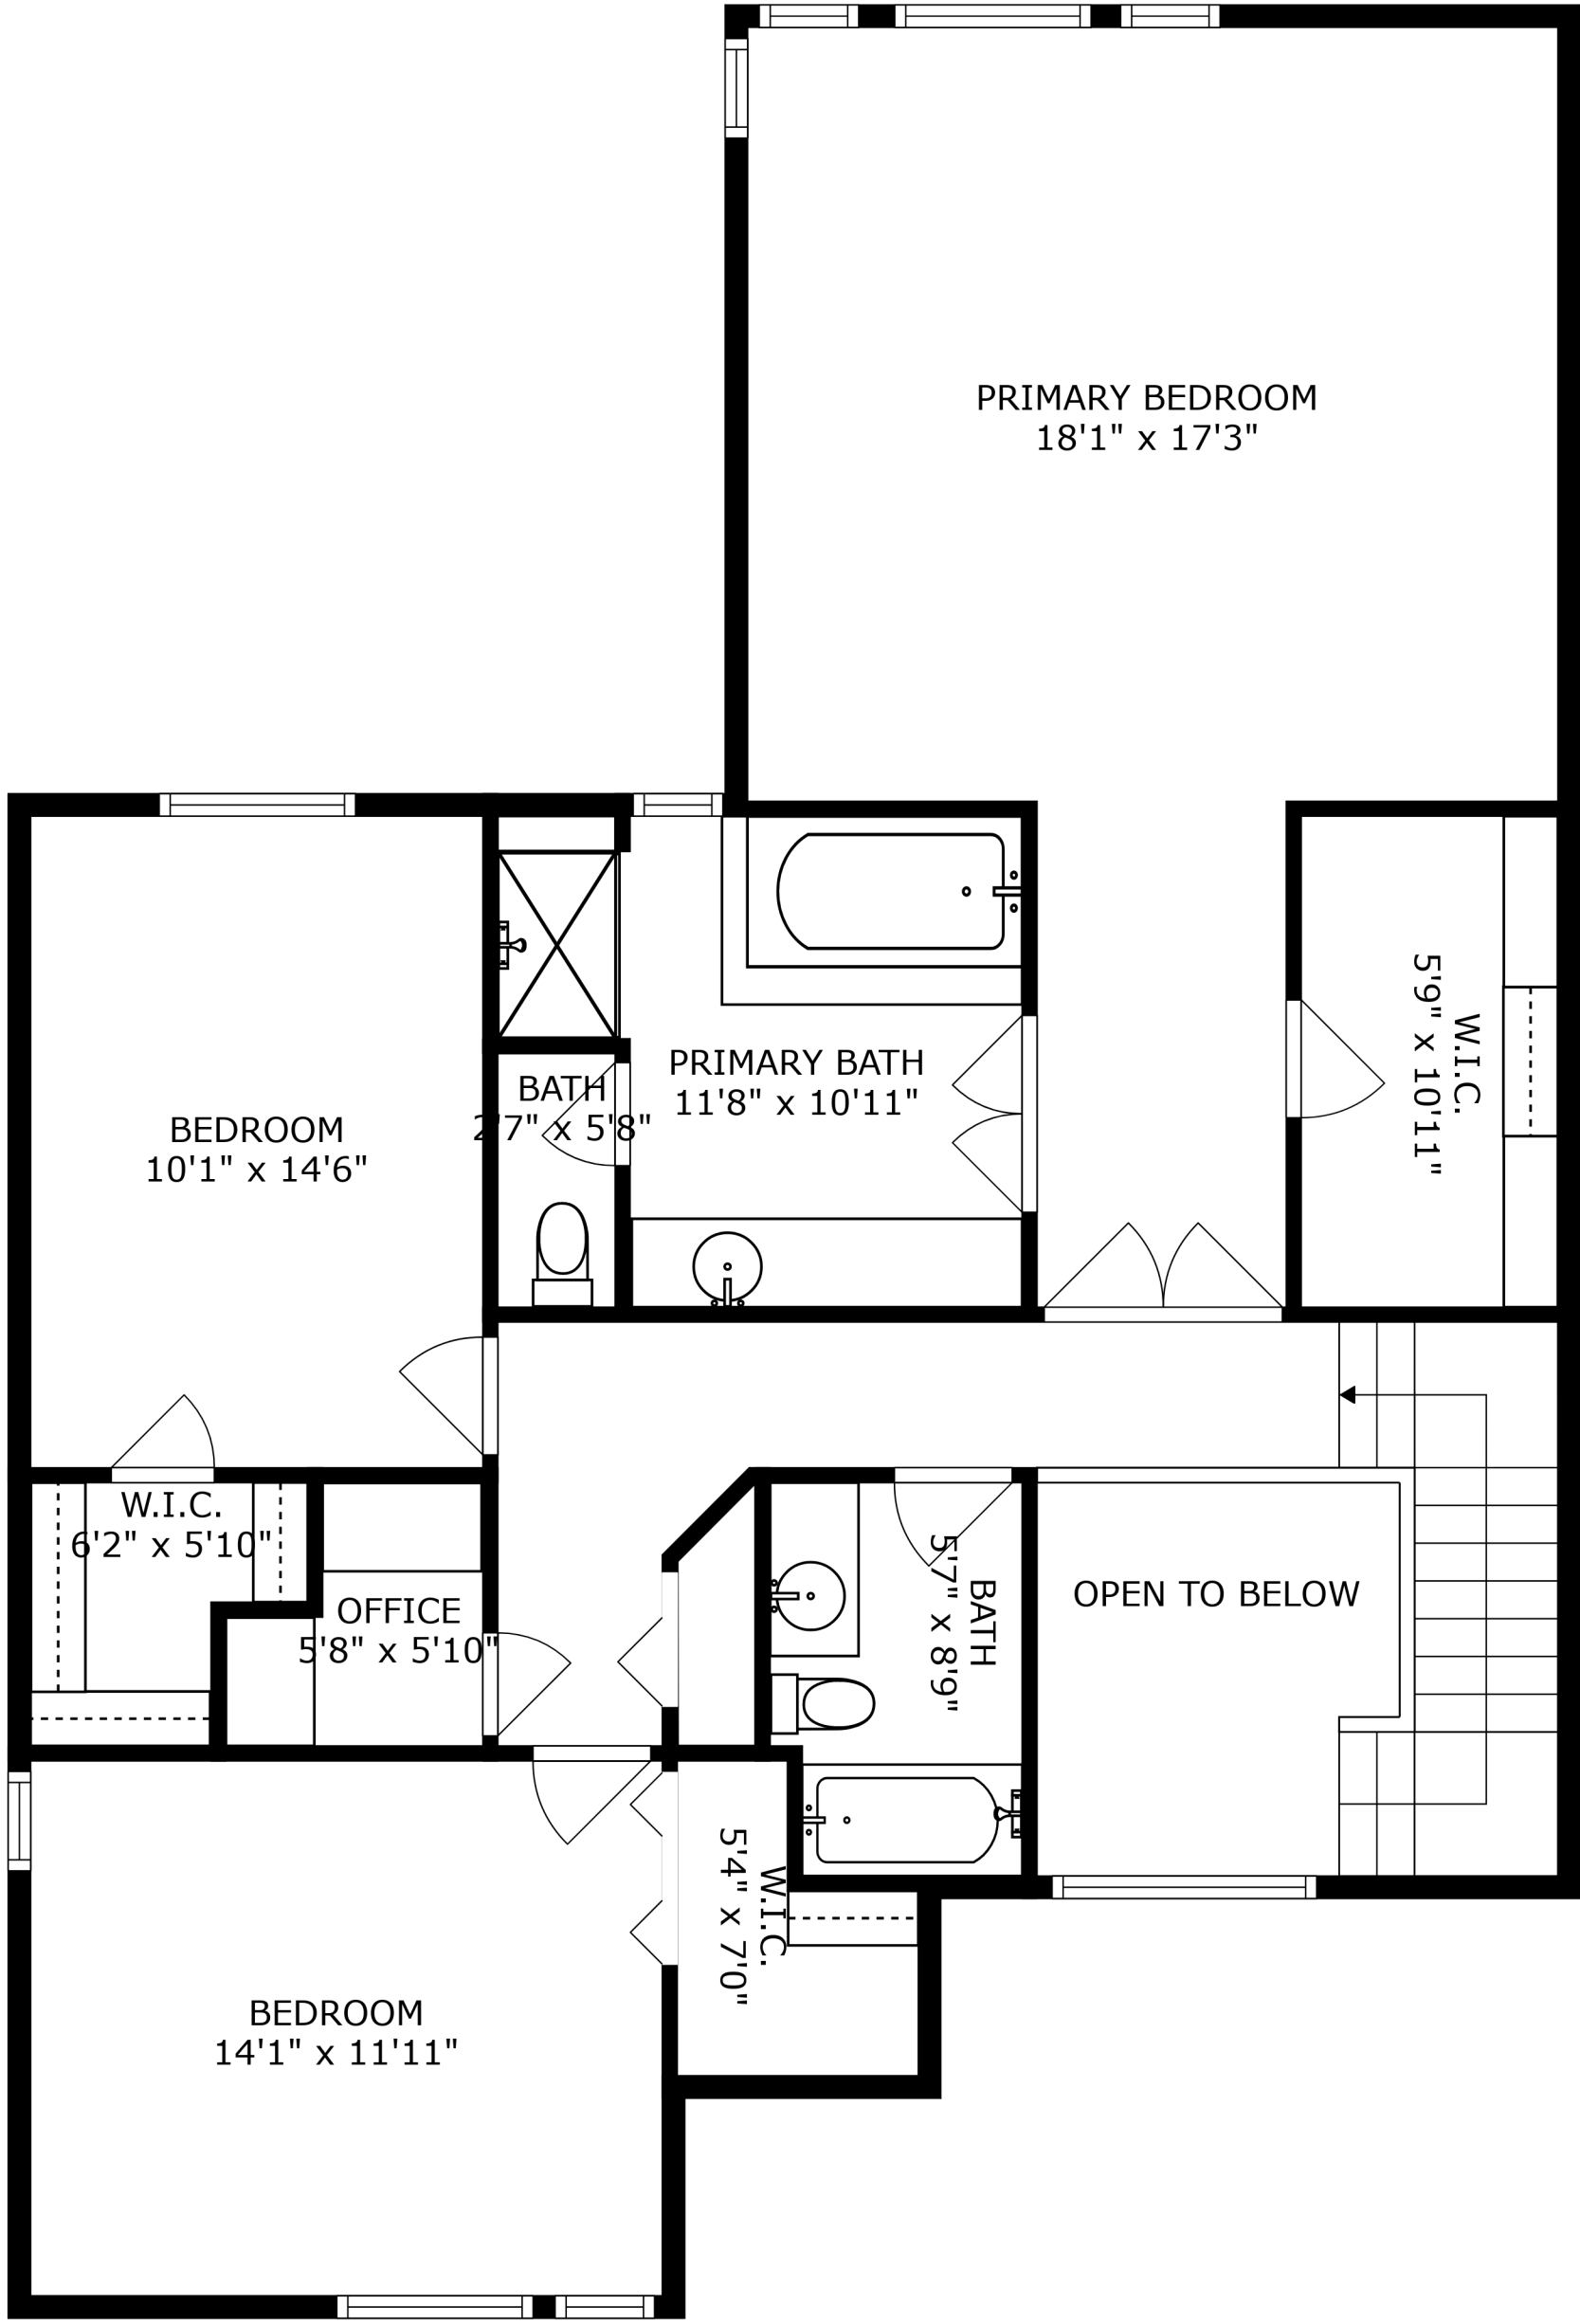 PRIMARY BEDROOM
18'1" x 17'3"
W.I.C.
5'9" x 10'11"
PRIMARY BATH
11'8" x 10'11"
BATH
2'7" x 5'8"
BEDROOM
10'1" x 14'6"
W.I.C.
6'2" x 5'10"
OFFICE
5'8" x 5'10"
BATH
5'7" x 8'9"
OPEN TO BELOW
W.I.C.
5'4" x 7'0"
BEDROOM
14'1" x 11'11"